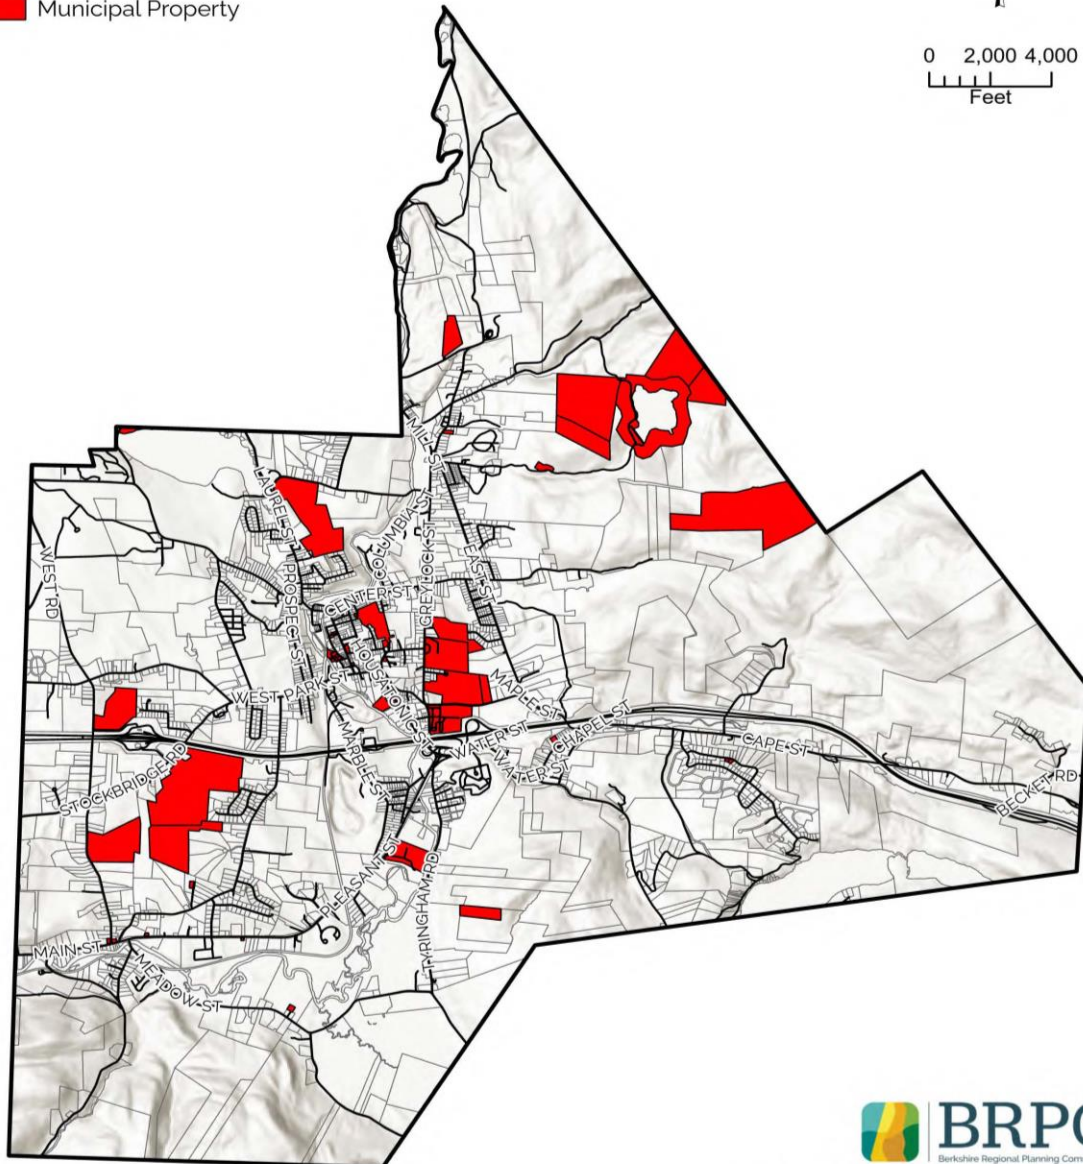 Municipal Property
0 2,000 4,000
Feet
MILL ST
LAUREL ST
COLUMBIA ST
GREYLOCK ST
EAST ST
WEST RD
PROSPECT ST
CENTER ST
HOUSATONIC ST
WEST PARK ST
MAPLE ST
MARBLE ST
WATER ST
WATER ST
CHAPEL ST
CAPE ST
STOCKBRIDGE RD
BECKET RD
PLEASANT ST
TYRINGHAM RD
MAIN ST
MEADOW ST
BRPC
Berkshire Regional Planning Com